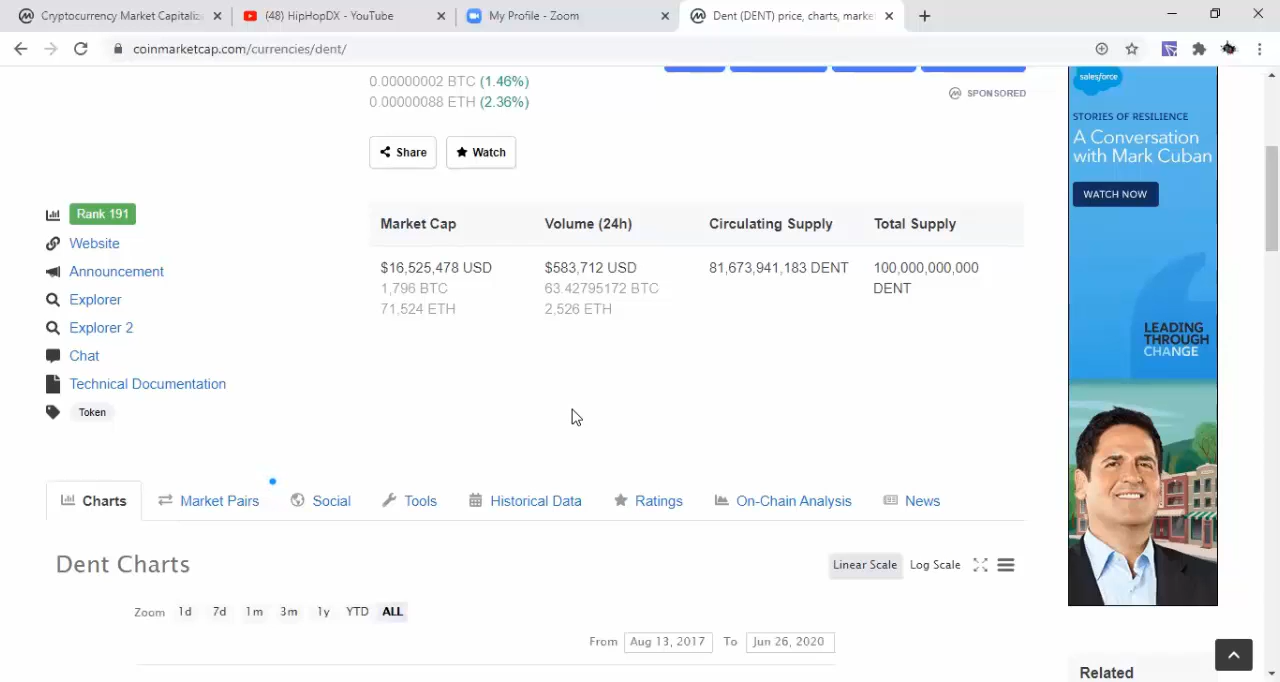 Cryptocurrency Market Capitaliz
(48) HipHopDX - YouTube
My Profile - Zoom
Dent (DENT) price, charts, marke
coinmarketcap.com/currencies/dent/
0.00000002 BTC (1.46%)
0.00000088 ETH (2.36%)
SPONSORED
Share
Watch
Rank 191
Website
Announcement
Explorer
Explorer 2
Chat
Technical Documentation
Token
Market Cap Volume (24h) Circulating Supply Total Supply
$16,525,478 USD $583,712 USD 81,673,941,183 DENT 100,000,000,000
1,796 BTC 63.42795172 BTC DENT
71,524 ETH 2,526 ETH
salesforce
STORIES OF RESILIENCE
A Conversation
with Mark Cuban
WATCH NOW
LEADING
THROUGH
CHANGE
Charts Market Pairs Social Tools Historical Data Ratings On-Chain Analysis News
Dent Charts
Linear Scale Log Scale
Zoom 1d 7d 1m 3m 1y YTD ALL
From Aug 13, 2017 To Jun 26, 2020
Related